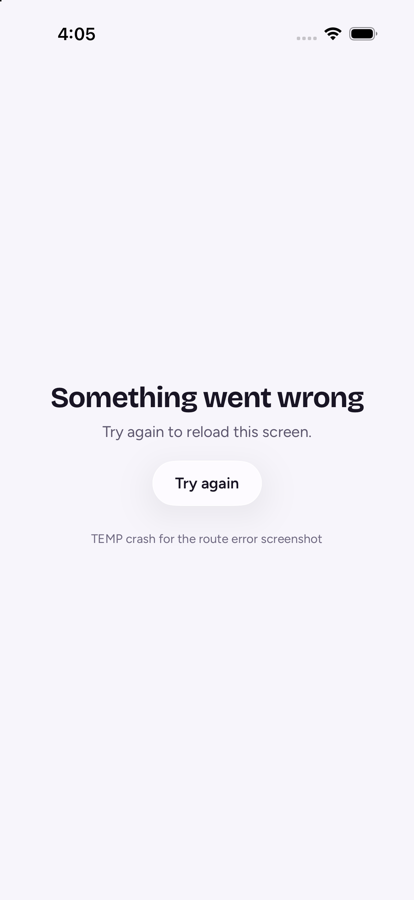 4:05
Something went wrong
Try again to reload this screen.
Try again
TEMP crash for the route error screenshot